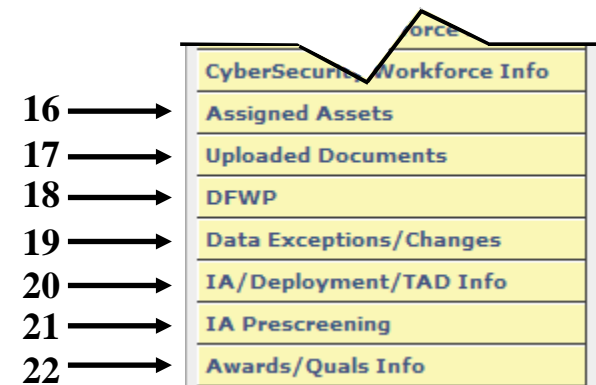 orce
CyberSecurity Workforce Info
16 Assigned Assets
17 Uploaded Documents
18 DFWP
19 Data Exceptions/Changes
20 IA/Deployment/TAD Info
21 IA Prescreening
22 Awards/Quals Info